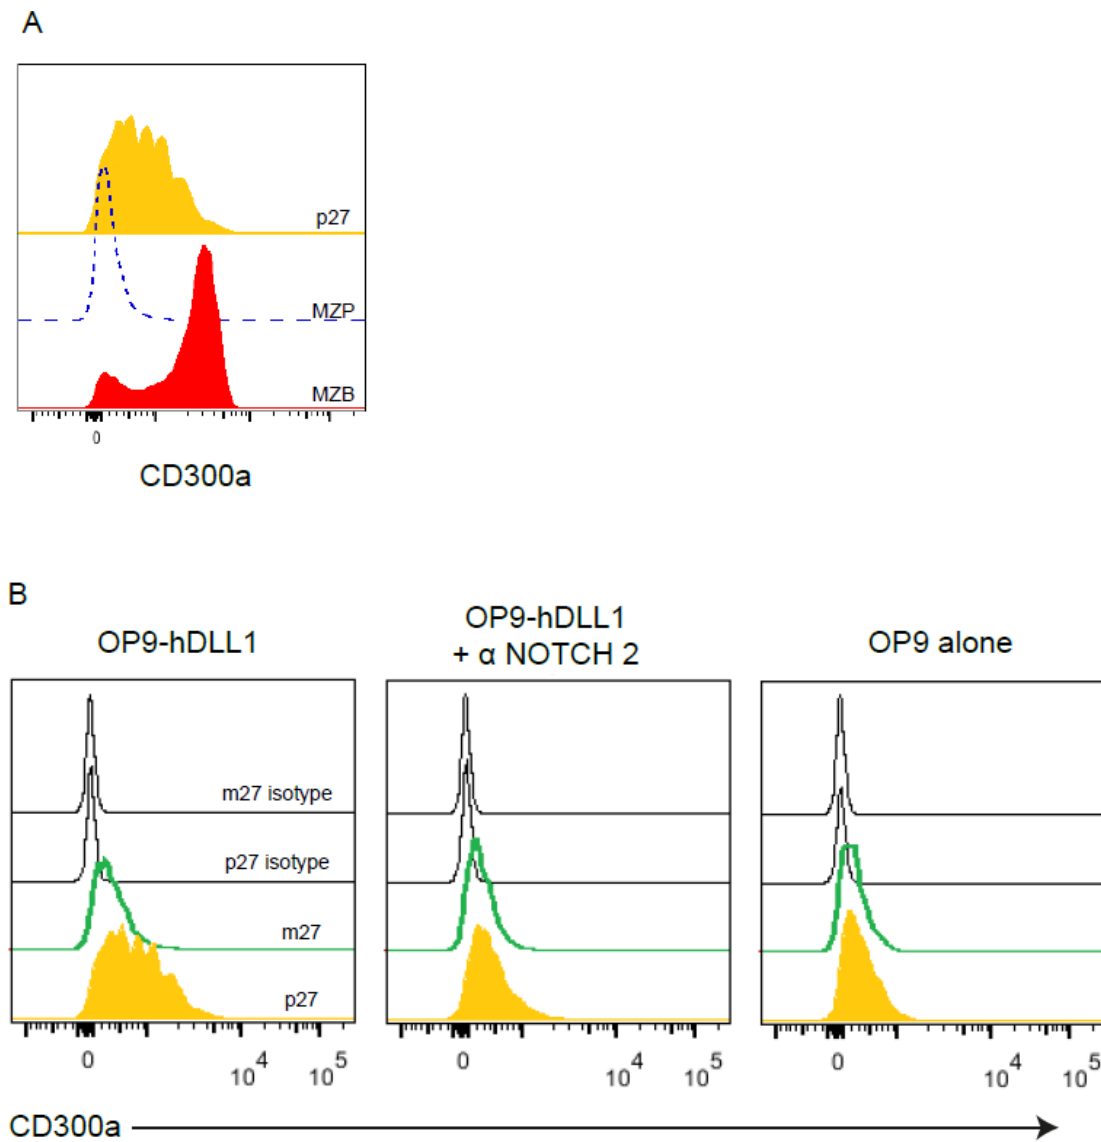 A
p27
MZP
MZB
0
CD300a
B
OP9-hDLL1
OP9-hDLL1
+ α NOTCH 2
OP9 alone
m27 isotype
p27 isotype
m27
p27
0 10^4 10^5
0 10^4 10^5
0 10^4 10^5
CD300a